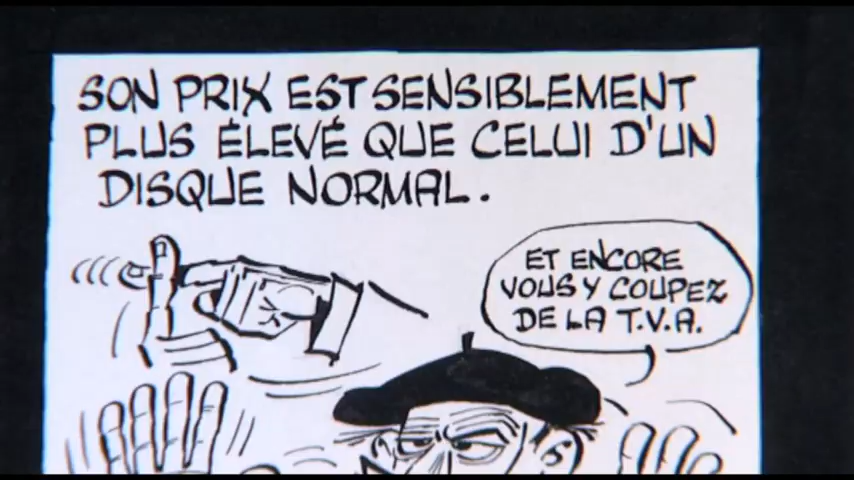 SON PRIX EST SENSIBLEMENT
PLUS ÉLEVÉ QUE CELUI D'UN
DISQUE NORMAL.
ET ENCORE
VOUS Y COUPEZ
DE LA T.V.A.